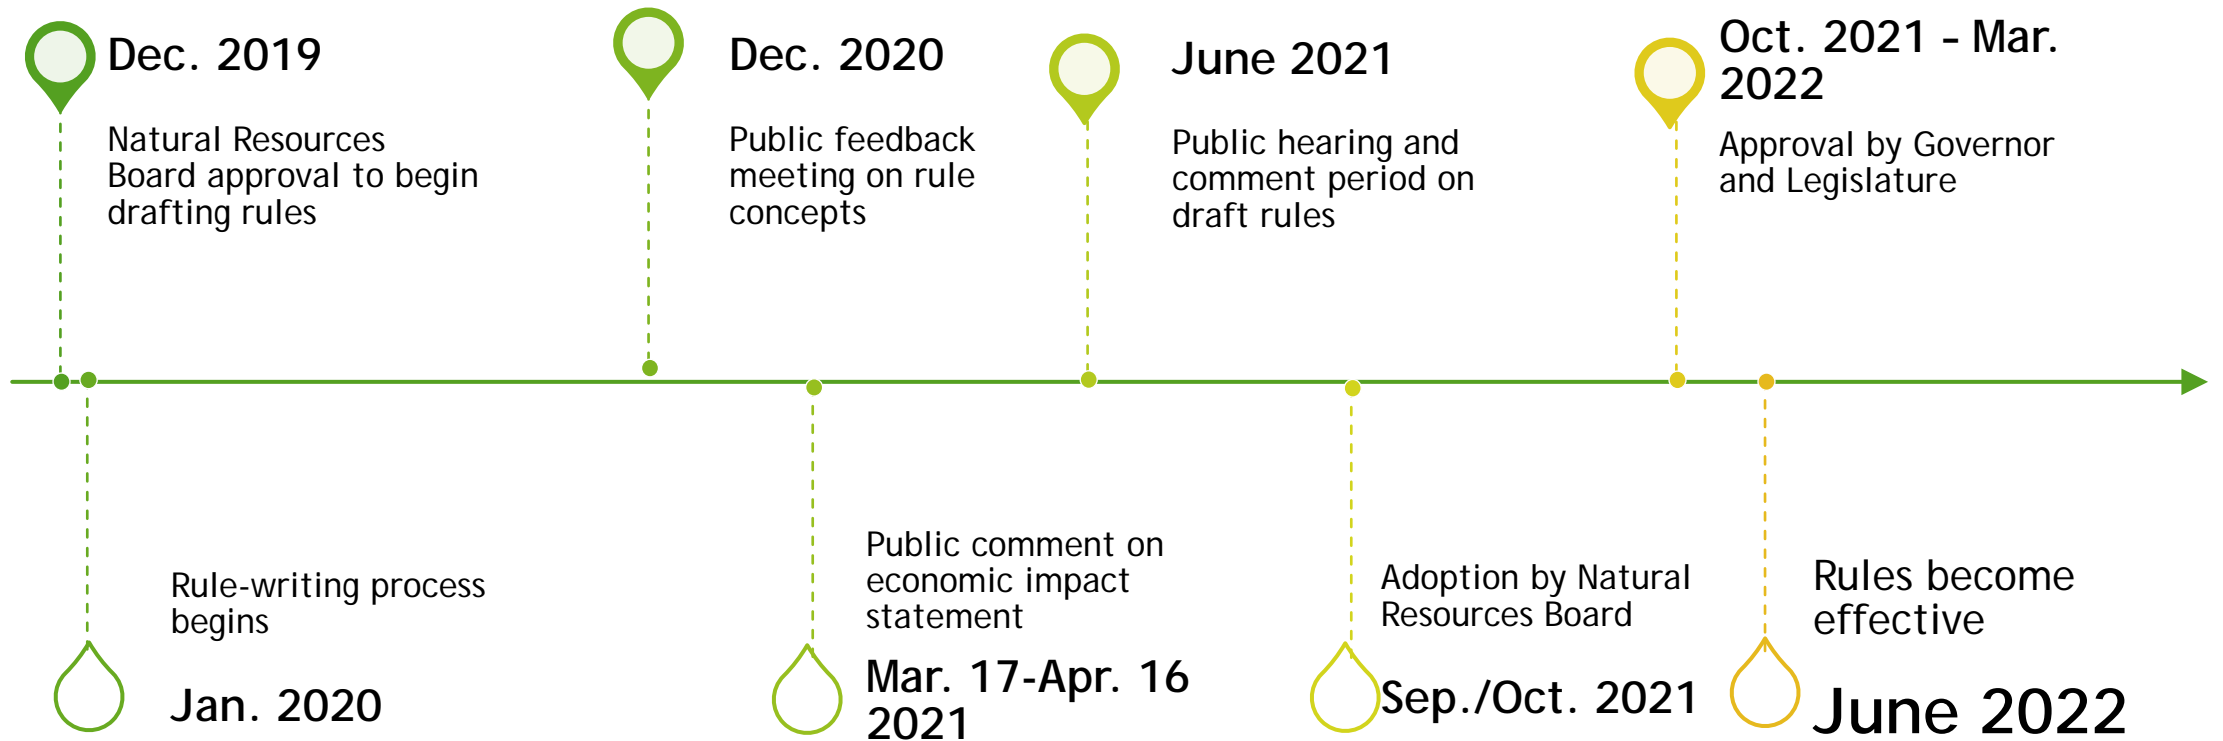 Dec. 2019
Natural Resources
Board approval to begin
drafting rules
Dec. 2020
Public feedback
meeting on rule
concepts
June 2021
Public hearing and
comment period on
draft rules
Oct. 2021 - Mar.
2022
Approval by Governor
and Legislature
Rule-writing process
begins
Jan. 2020
Public comment on
economic impact
statement
Mar. 17-Apr. 16
2021
Adoption by Natural
Resources Board
Sep./Oct. 2021
Rules become
effective
June 2022